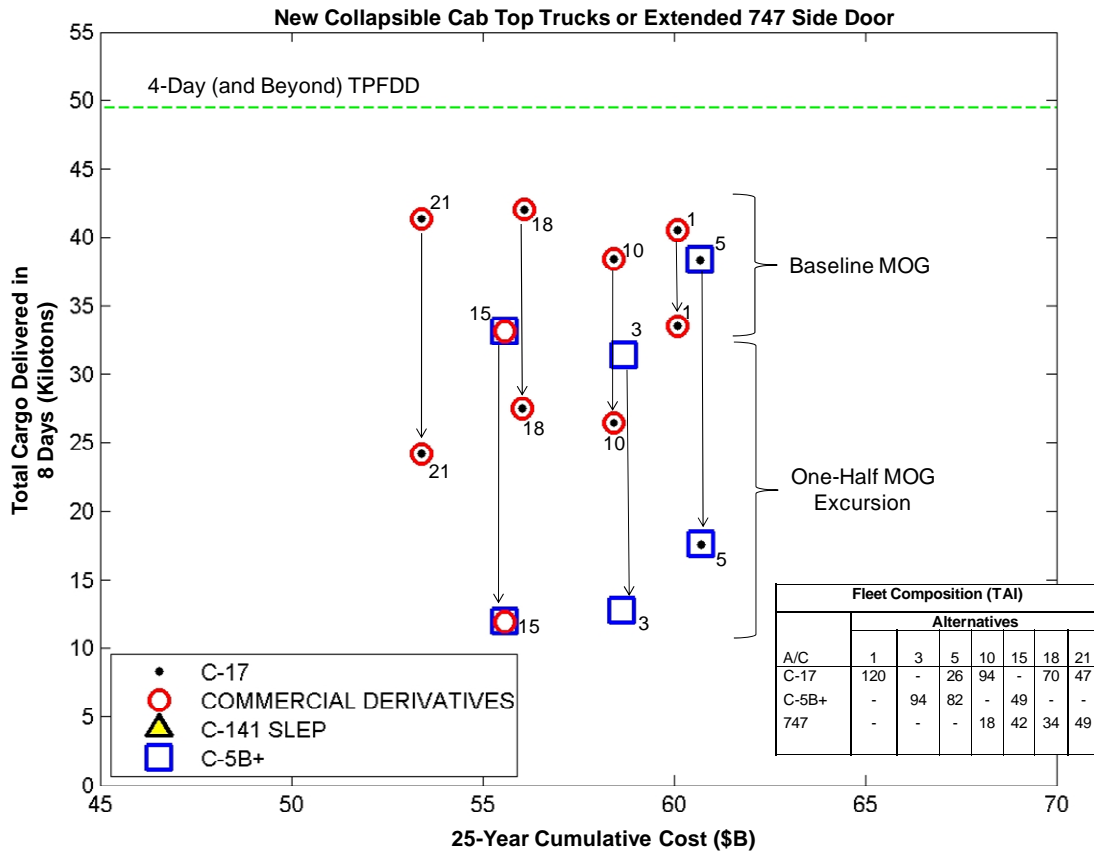 New Collapsible Cab Top Trucks or Extended 747 Side Door
55
50
45
40
35
30
25
20
15
10
5
0
Total Cargo Delivered in
8 Days (Kilotons)
4-Day (and Beyond) TPFDD
21
18
10
1
5
15
3
1
Baseline MOG
18
10
21
5
15
3
One-Half MOG
Excursion
C-17
COMMERCIAL DERIVATIVES
C-141 SLEP
C-5B+
Fleet Composition (TAI)
Alternatives
A/C 1 3 5 10 15 18 21
C-17 120 - 26 94 - 70 47
C-5B+ - 94 82 - 49 - -
747 - - - 18 42 34 49
45 50 55 60 65 70
25-Year Cumulative Cost ($B)